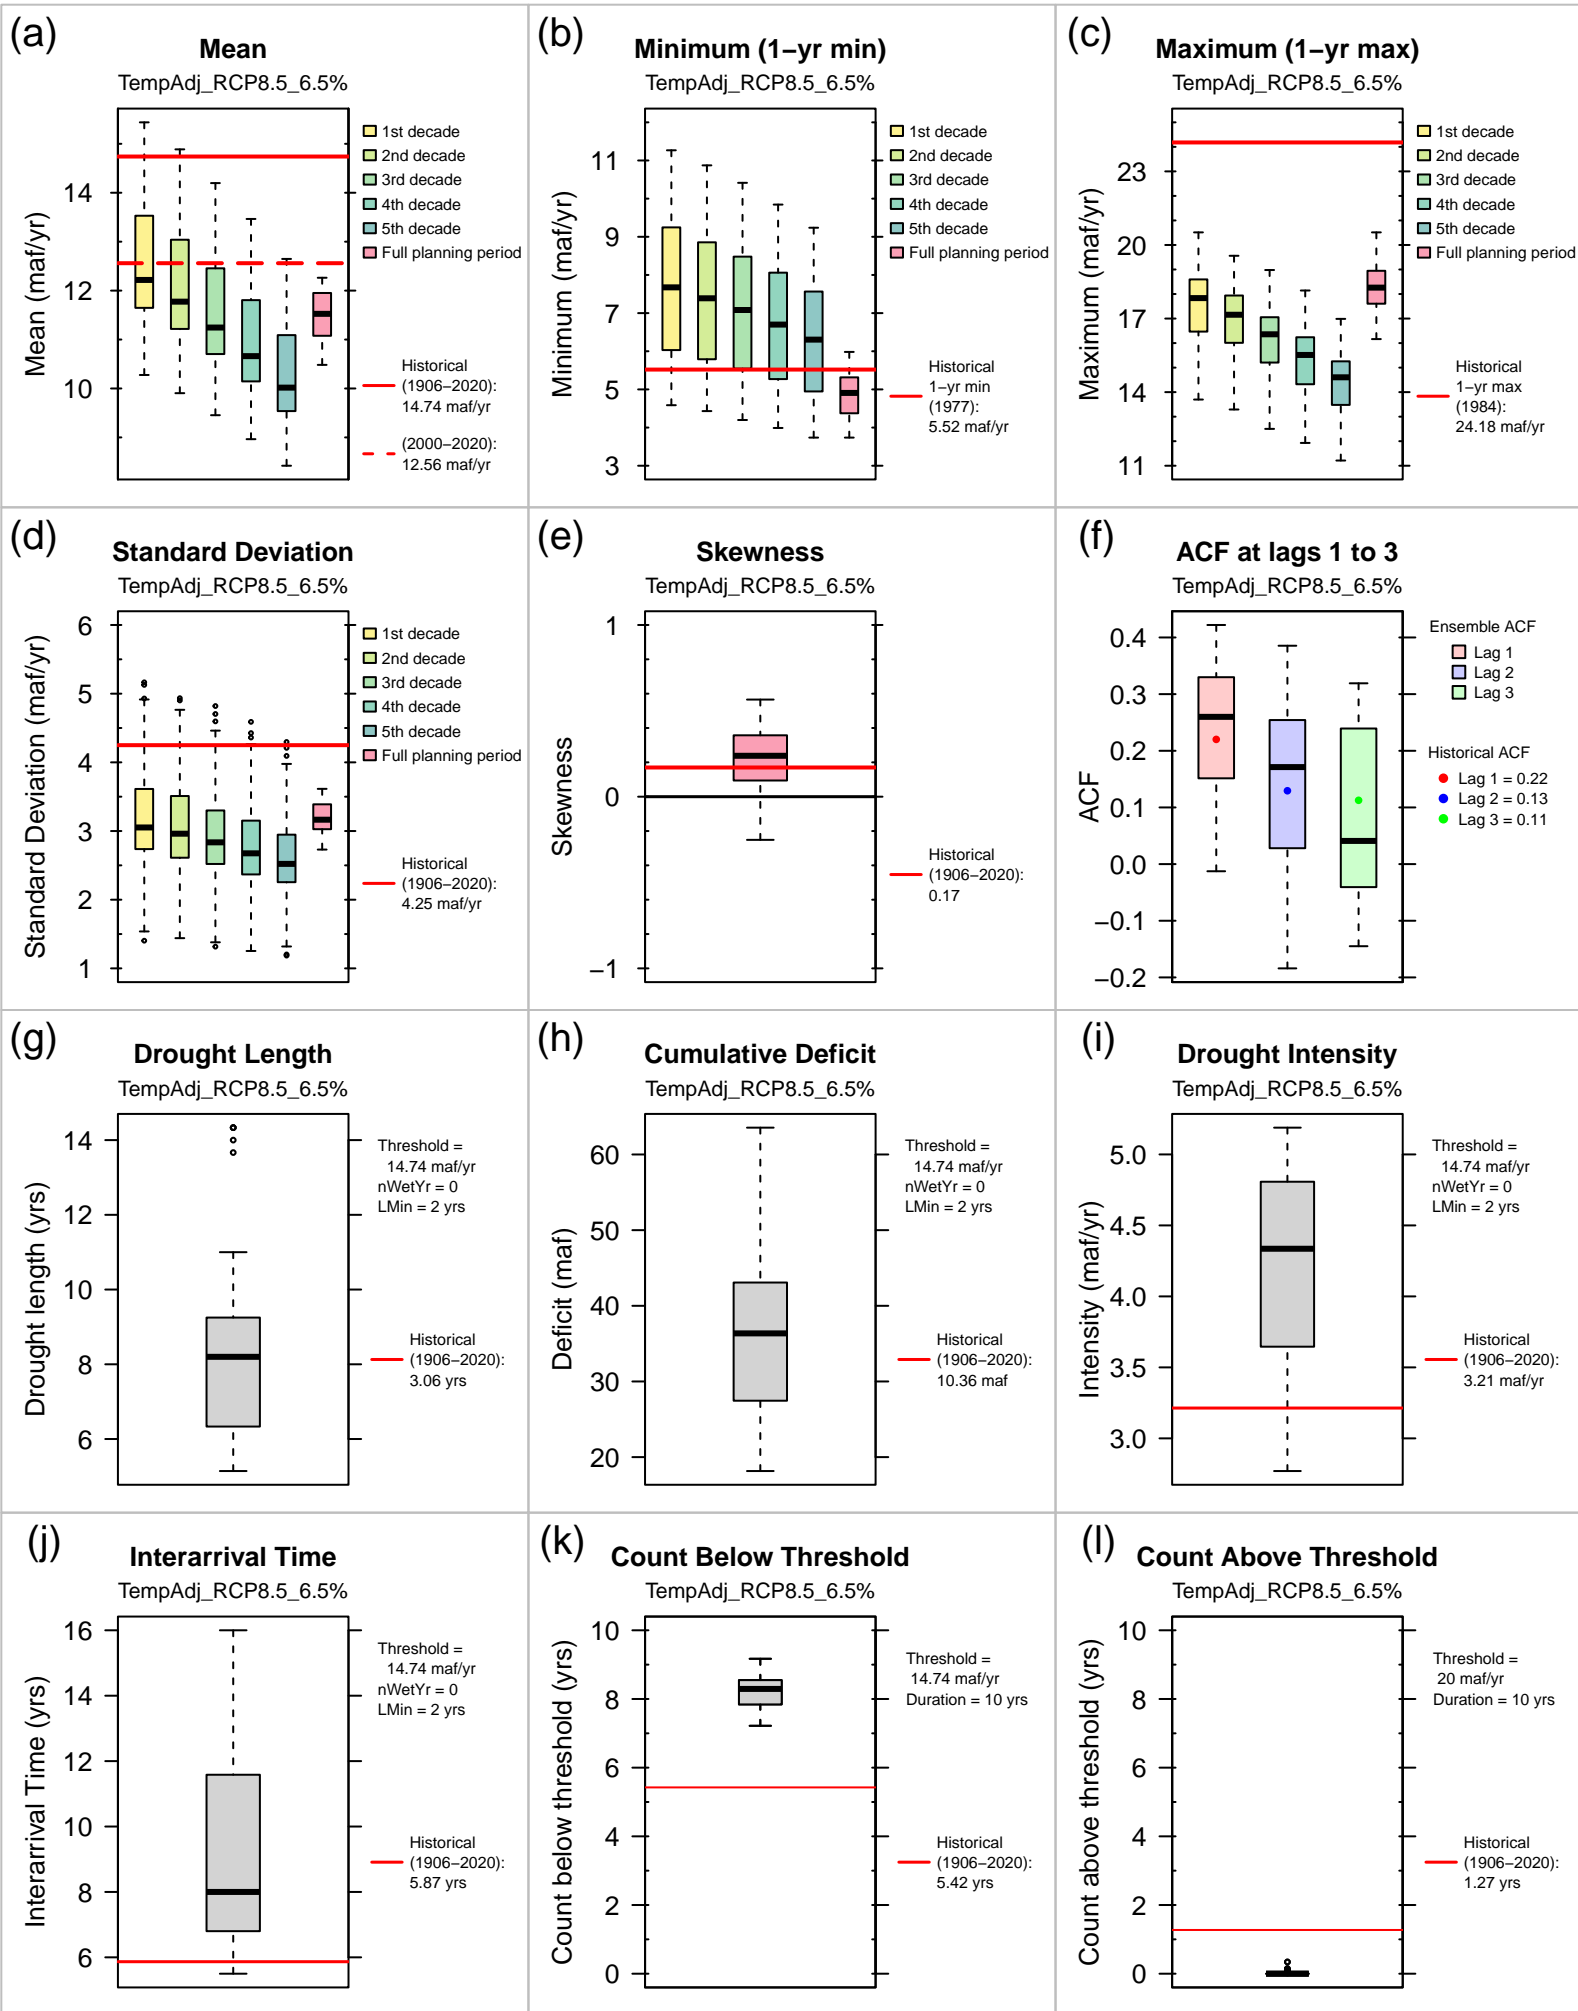 (a)
Mean
TempAdj_RCP8.5_6.5%
Mean (maf/yr)
14
12
10
1st decade
2nd decade
3rd decade
4th decade
5th decade
Full planning period
Historical
(1906−2020):
14.74 maf/yr
(2000−2020):
12.56 maf/yr
(b)
Minimum (1−yr min)
TempAdj_RCP8.5_6.5%
Minimum (maf/yr)
11
9
7
5
3
1st decade
2nd decade
3rd decade
4th decade
5th decade
Full planning period
Historical
1−yr min
(1977):
5.52 maf/yr
(c)
Maximum (1−yr max)
TempAdj_RCP8.5_6.5%
Maximum (maf/yr)
23
20
17
14
11
1st decade
2nd decade
3rd decade
4th decade
5th decade
Full planning period
Historical
1−yr max
(1984):
24.18 maf/yr
(d)
Standard Deviation
TempAdj_RCP8.5_6.5%
Standard Deviation (maf/yr)
6
5
4
3
2
1
1st decade
2nd decade
3rd decade
4th decade
5th decade
Full planning period
Historical
(1906−2020):
4.25 maf/yr
(e)
Skewness
TempAdj_RCP8.5_6.5%
Skewness
1
0
−1
Historical
(1906−2020):
0.17
(f)
ACF at lags 1 to 3
TempAdj_RCP8.5_6.5%
ACF
0.4
0.3
0.2
0.1
0.0
−0.1
−0.2
Ensemble ACF
Lag 1
Lag 2
Lag 3
Historical ACF
Lag 1 = 0.22
Lag 2 = 0.13
Lag 3 = 0.11
(g)
Drought Length
TempAdj_RCP8.5_6.5%
Drought length (yrs)
14
12
10
8
6
Threshold =
14.74 maf/yr
nWetYr = 0
LMin = 2 yrs
Historical
(1906−2020):
3.06 yrs
(h)
Cumulative Deficit
TempAdj_RCP8.5_6.5%
Deficit (maf)
60
50
40
30
20
Threshold =
14.74 maf/yr
nWetYr = 0
LMin = 2 yrs
Historical
(1906−2020):
10.36 maf
(i)
Drought Intensity
TempAdj_RCP8.5_6.5%
Intensity (maf/yr)
5.0
4.5
4.0
3.5
3.0
Threshold =
14.74 maf/yr
nWetYr = 0
LMin = 2 yrs
Historical
(1906−2020):
3.21 maf/yr
(j)
Interarrival Time
TempAdj_RCP8.5_6.5%
Interarrival Time (yrs)
16
14
12
10
8
6
Threshold =
14.74 maf/yr
nWetYr = 0
LMin = 2 yrs
Historical
(1906−2020):
5.87 yrs
(k)
Count Below Threshold
TempAdj_RCP8.5_6.5%
Count below threshold (yrs)
10
8
6
4
2
0
Threshold =
14.74 maf/yr
Duration = 10 yrs
Historical
(1906−2020):
5.42 yrs
(l)
Count Above Threshold
TempAdj_RCP8.5_6.5%
Count above threshold (yrs)
10
8
6
4
2
0
Threshold =
20 maf/yr
Duration = 10 yrs
Historical
(1906−2020):
1.27 yrs